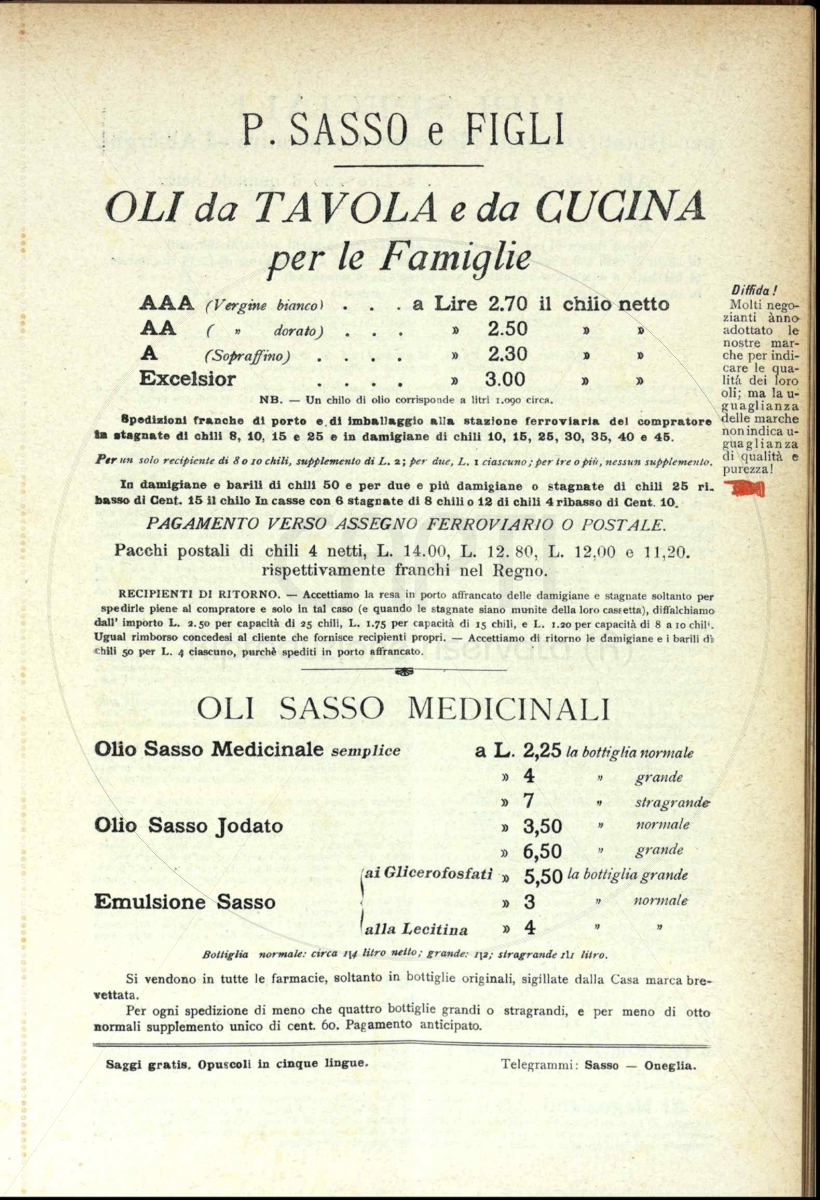 P. SASSO e FIGLI
OLI da TAVOLA e da CUCINA
per le Famiglie
AAA (Vergine bianco) . . . a Lire 2.70 il chilo netto
AA ( „ dorato) . . . » 2.50 » »
A (Sopraffino) . . . . » 2.30 » »
Excelsior . . . . » 3.00 » »
NB. — Un chilo di olio corrisponde a litri 1.090 circa.
Spedizioni franche di porto e di imballaggio alla stazione ferroviaria del compratore
in stagnate di chili 8, 10, 15 e 25 e in damigiane di chili 10, 15, 25, 30, 35, 40 e 45.
Per un solo recipiente di 8 o 10 chili, supplemento di L. 2; per due, L. 1 ciascuno; per tre o più, nessun supplemento.
In damigiane e barili di chili 50 e per due e più damigiane o stagnate di chili 25 ri-
basso di Cent. 15 il chilo In casse con 6 stagnate di 8 chili o 12 di chili 4 ribasso di Cent. 10.
PAGAMENTO VERSO ASSEGNO FERROVIARIO O POSTALE.
Pacchi postali di chili 4 netti, L. 14.00, L. 12.80, L. 12,00 e 11,20.
rispettivamente franchi nel Regno.
RECIPIENTI DI RITORNO. — Accettiamo la resa in porto affrancato delle damigiane e stagnate soltanto per
spedirle piene al compratore e solo in tal caso (e quando le stagnate siano munite della loro cassetta), diffalchiamo
dall' importo L. 2.50 per capacità di 25 chili, L. 1.75 per capacità di 15 chili, e L. 1.20 per capacità di 8 a 10 chil'.
Ugual rimborso concedesi al cliente che fornisce recipienti propri. — Accettiamo di ritorno le damigiane e i barili di
chili 50 per L. 4 ciascuno, purchè spediti in porto affrancato.
Diffida!
Molti nego-
zianti ànno
adottato le
nostre mar-
che per indi-
care le qua-
lità dei loro
oli; ma la u-
guaglianza
delle marche
non indica u-
guaglianza
di qualità e
purezza!
OLI SASSO MEDICINALI
Olio Sasso Medicinale semplice a L. 2,25 la bottiglia normale
» 4 „ grande
» 7 „ stragrande
Olio Sasso Jodato » 3,50 „ normale
» 6,50 „ grande
ai Glicerofosfati » 5,50 la bottiglia grande
Emulsione Sasso » 3 „ normale
alla Lecitina » 4 „ „
Bottiglia normale: circa 1/4 litro netto; grande: 1/2; stragrande 1/1 litro.
Si vendono in tutte le farmacie, soltanto in bottiglie originali, sigillate dalla Casa marca bre-
vettata.
Per ogni spedizione di meno che quattro bottiglie grandi o stragrandi, e per meno di otto
normali supplemento unico di cent. 60. Pagamento anticipato.
Saggi gratis. Opuscoli in cinque lingue. Telegrammi: Sasso — Oneglia.